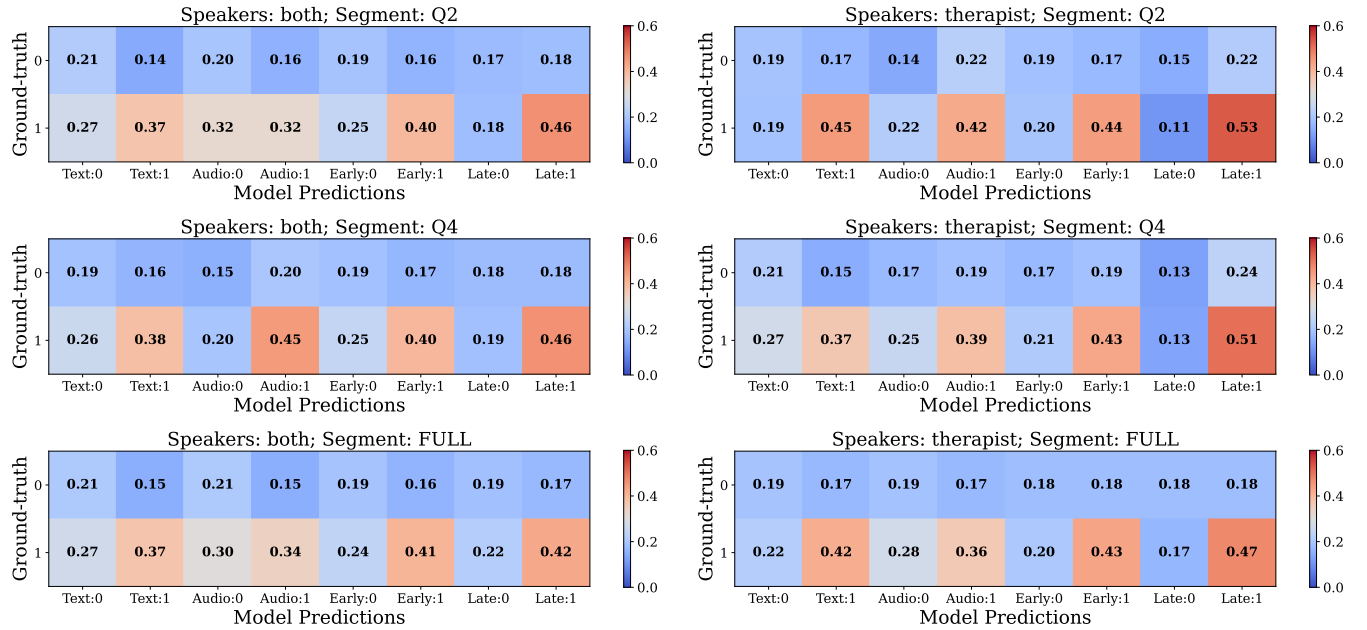 Speakers: both; Segment: Q2
Ground-truth
0
1
0.21 0.14 0.20 0.16 0.19 0.16 0.17 0.18
0.27 0.37 0.32 0.32 0.25 0.40 0.18 0.46
Text:0 Text:1 Audio:0 Audio:1 Early:0 Early:1 Late:0 Late:1
Model Predictions
0.6
0.4
0.2
0.0
Speakers: therapist; Segment: Q2
Ground-truth
0
1
0.19 0.17 0.14 0.22 0.19 0.17 0.15 0.22
0.19 0.45 0.22 0.42 0.20 0.44 0.11 0.53
Text:0 Text:1 Audio:0 Audio:1 Early:0 Early:1 Late:0 Late:1
Model Predictions
0.6
0.4
0.2
0.0
Speakers: both; Segment: Q4
Ground-truth
0
1
0.19 0.16 0.15 0.20 0.19 0.17 0.18 0.18
0.26 0.38 0.20 0.45 0.25 0.40 0.19 0.46
Text:0 Text:1 Audio:0 Audio:1 Early:0 Early:1 Late:0 Late:1
Model Predictions
0.6
0.4
0.2
0.0
Speakers: therapist; Segment: Q4
Ground-truth
0
1
0.21 0.15 0.17 0.19 0.17 0.19 0.13 0.24
0.27 0.37 0.25 0.39 0.21 0.43 0.13 0.51
Text:0 Text:1 Audio:0 Audio:1 Early:0 Early:1 Late:0 Late:1
Model Predictions
0.6
0.4
0.2
0.0
Speakers: both; Segment: FULL
Ground-truth
0
1
0.21 0.15 0.21 0.15 0.19 0.16 0.19 0.17
0.27 0.37 0.30 0.34 0.24 0.41 0.22 0.42
Text:0 Text:1 Audio:0 Audio:1 Early:0 Early:1 Late:0 Late:1
Model Predictions
0.6
0.4
0.2
0.0
Speakers: therapist; Segment: FULL
Ground-truth
0
1
0.19 0.17 0.19 0.17 0.18 0.18 0.18 0.18
0.22 0.42 0.28 0.36 0.20 0.43 0.17 0.47
Text:0 Text:1 Audio:0 Audio:1 Early:0 Early:1 Late:0 Late:1
Model Predictions
0.6
0.4
0.2
0.0